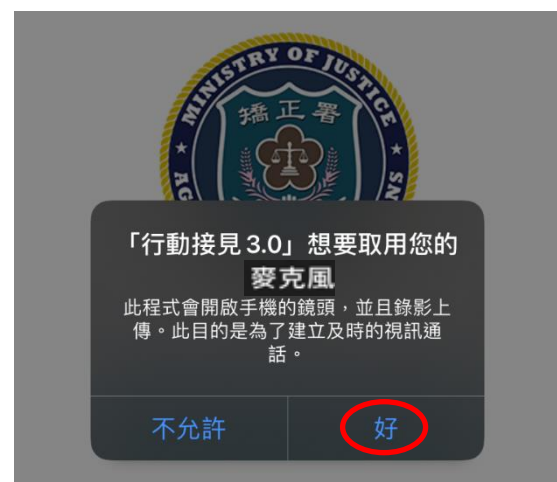 MINISTRY OF JUSTICE
矯正署
「行動接見 3.0」想要取用您的
麥克風
此程式會開啟手機的鏡頭，並且錄影上
傳。此目的是為了建立及時的視訊通
話。
不允許
好